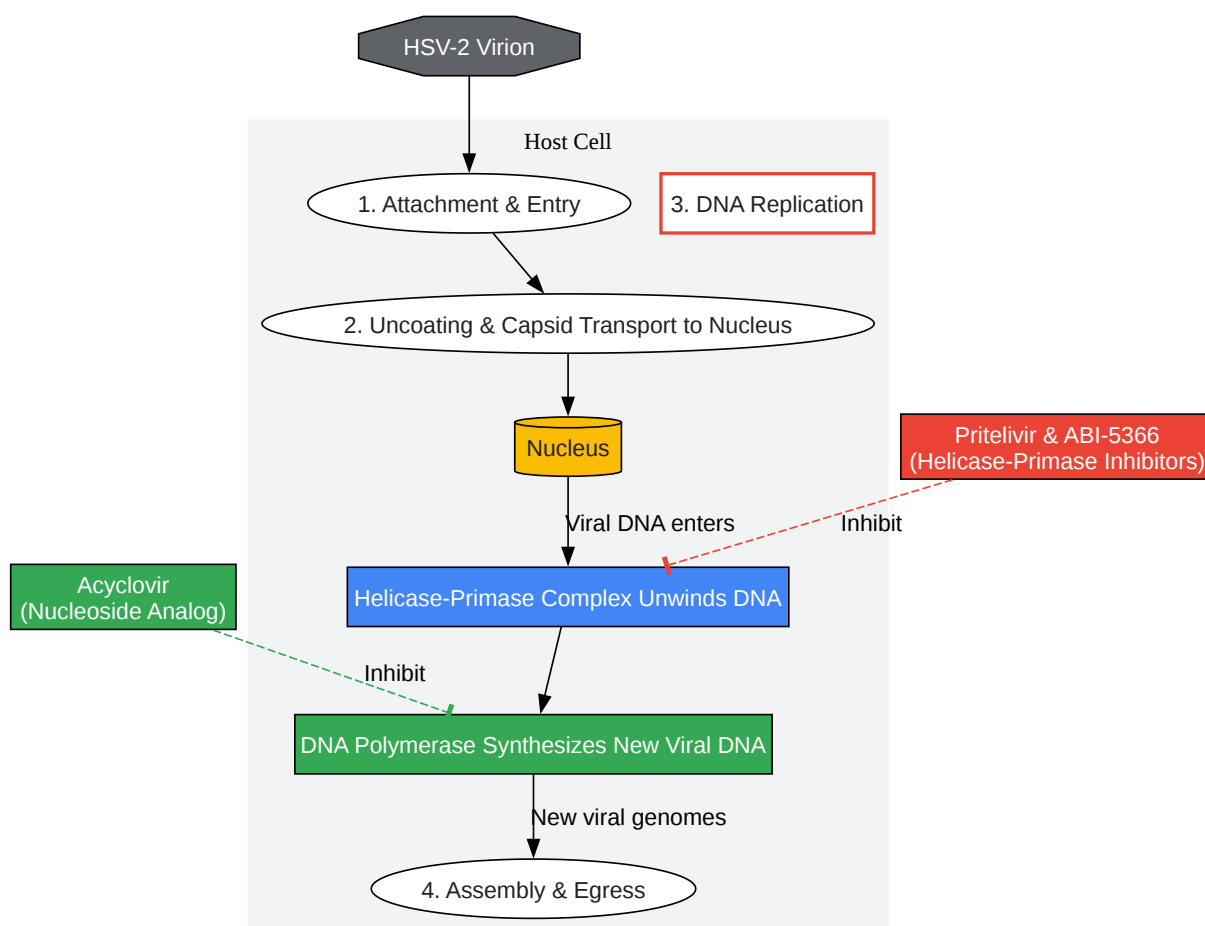 HSV-2 Virion
Host Cell
1. Attachment & Entry
3. DNA Replication
2. Uncoating & Capsid Transport to Nucleus
Nucleus
Pritelivir & ABI-5366
(Helicase-Primase Inhibitors)
Viral DNA enters
Inhibit
Acyclovir
(Nucleoside Analog)
Helicase-Primase Complex Unwinds DNA
Inhibit
DNA Polymerase Synthesizes New Viral DNA
New viral genomes
4. Assembly & Egress